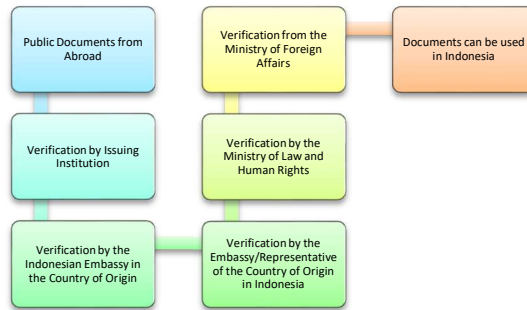 Public Documents from
Abroad
Verification by Issuing
Institution
Verification by the
Indonesian Embassy in
the Country of Origin
Verification by the
Embassy/Representative
of the Country of Origin
in Indonesia
Verification by the
Ministry of Law and
Human Rights
Verification from the
Ministry of Foreign
Affairs
Documents can be used
in Indonesia